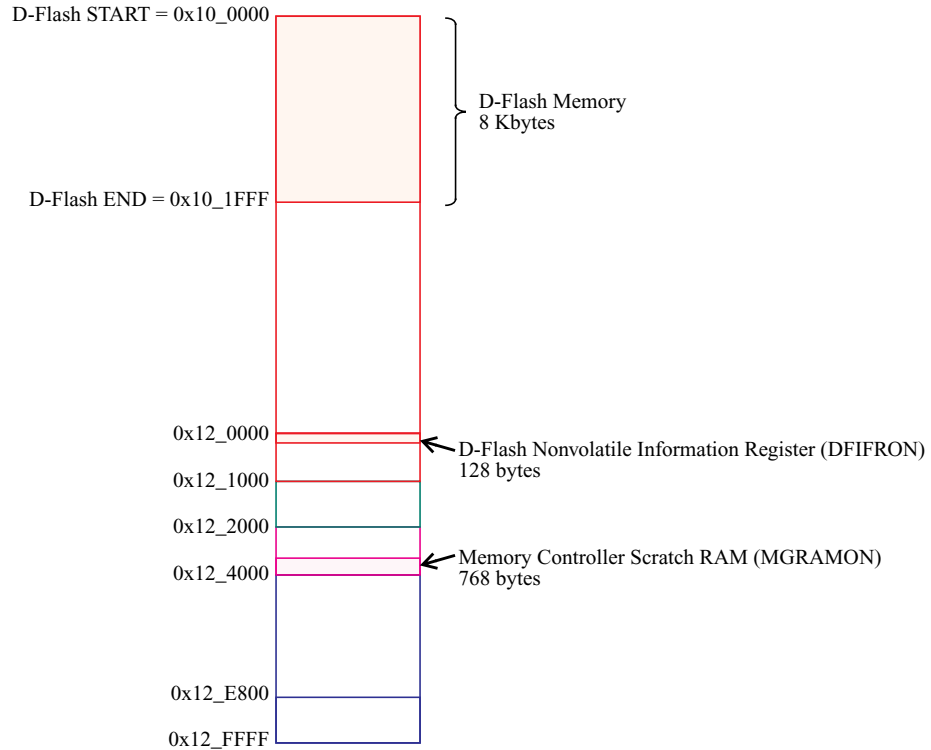 D-Flash START = 0x10_0000
D-Flash Memory
8 Kbytes
D-Flash END = 0x10_1FFF
0x12_0000
D-Flash Nonvolatile Information Register (DFIFRON)
128 bytes
0x12_1000
0x12_2000
Memory Controller Scratch RAM (MGRAMON)
768 bytes
0x12_4000
0x12_E800
0x12_FFFF